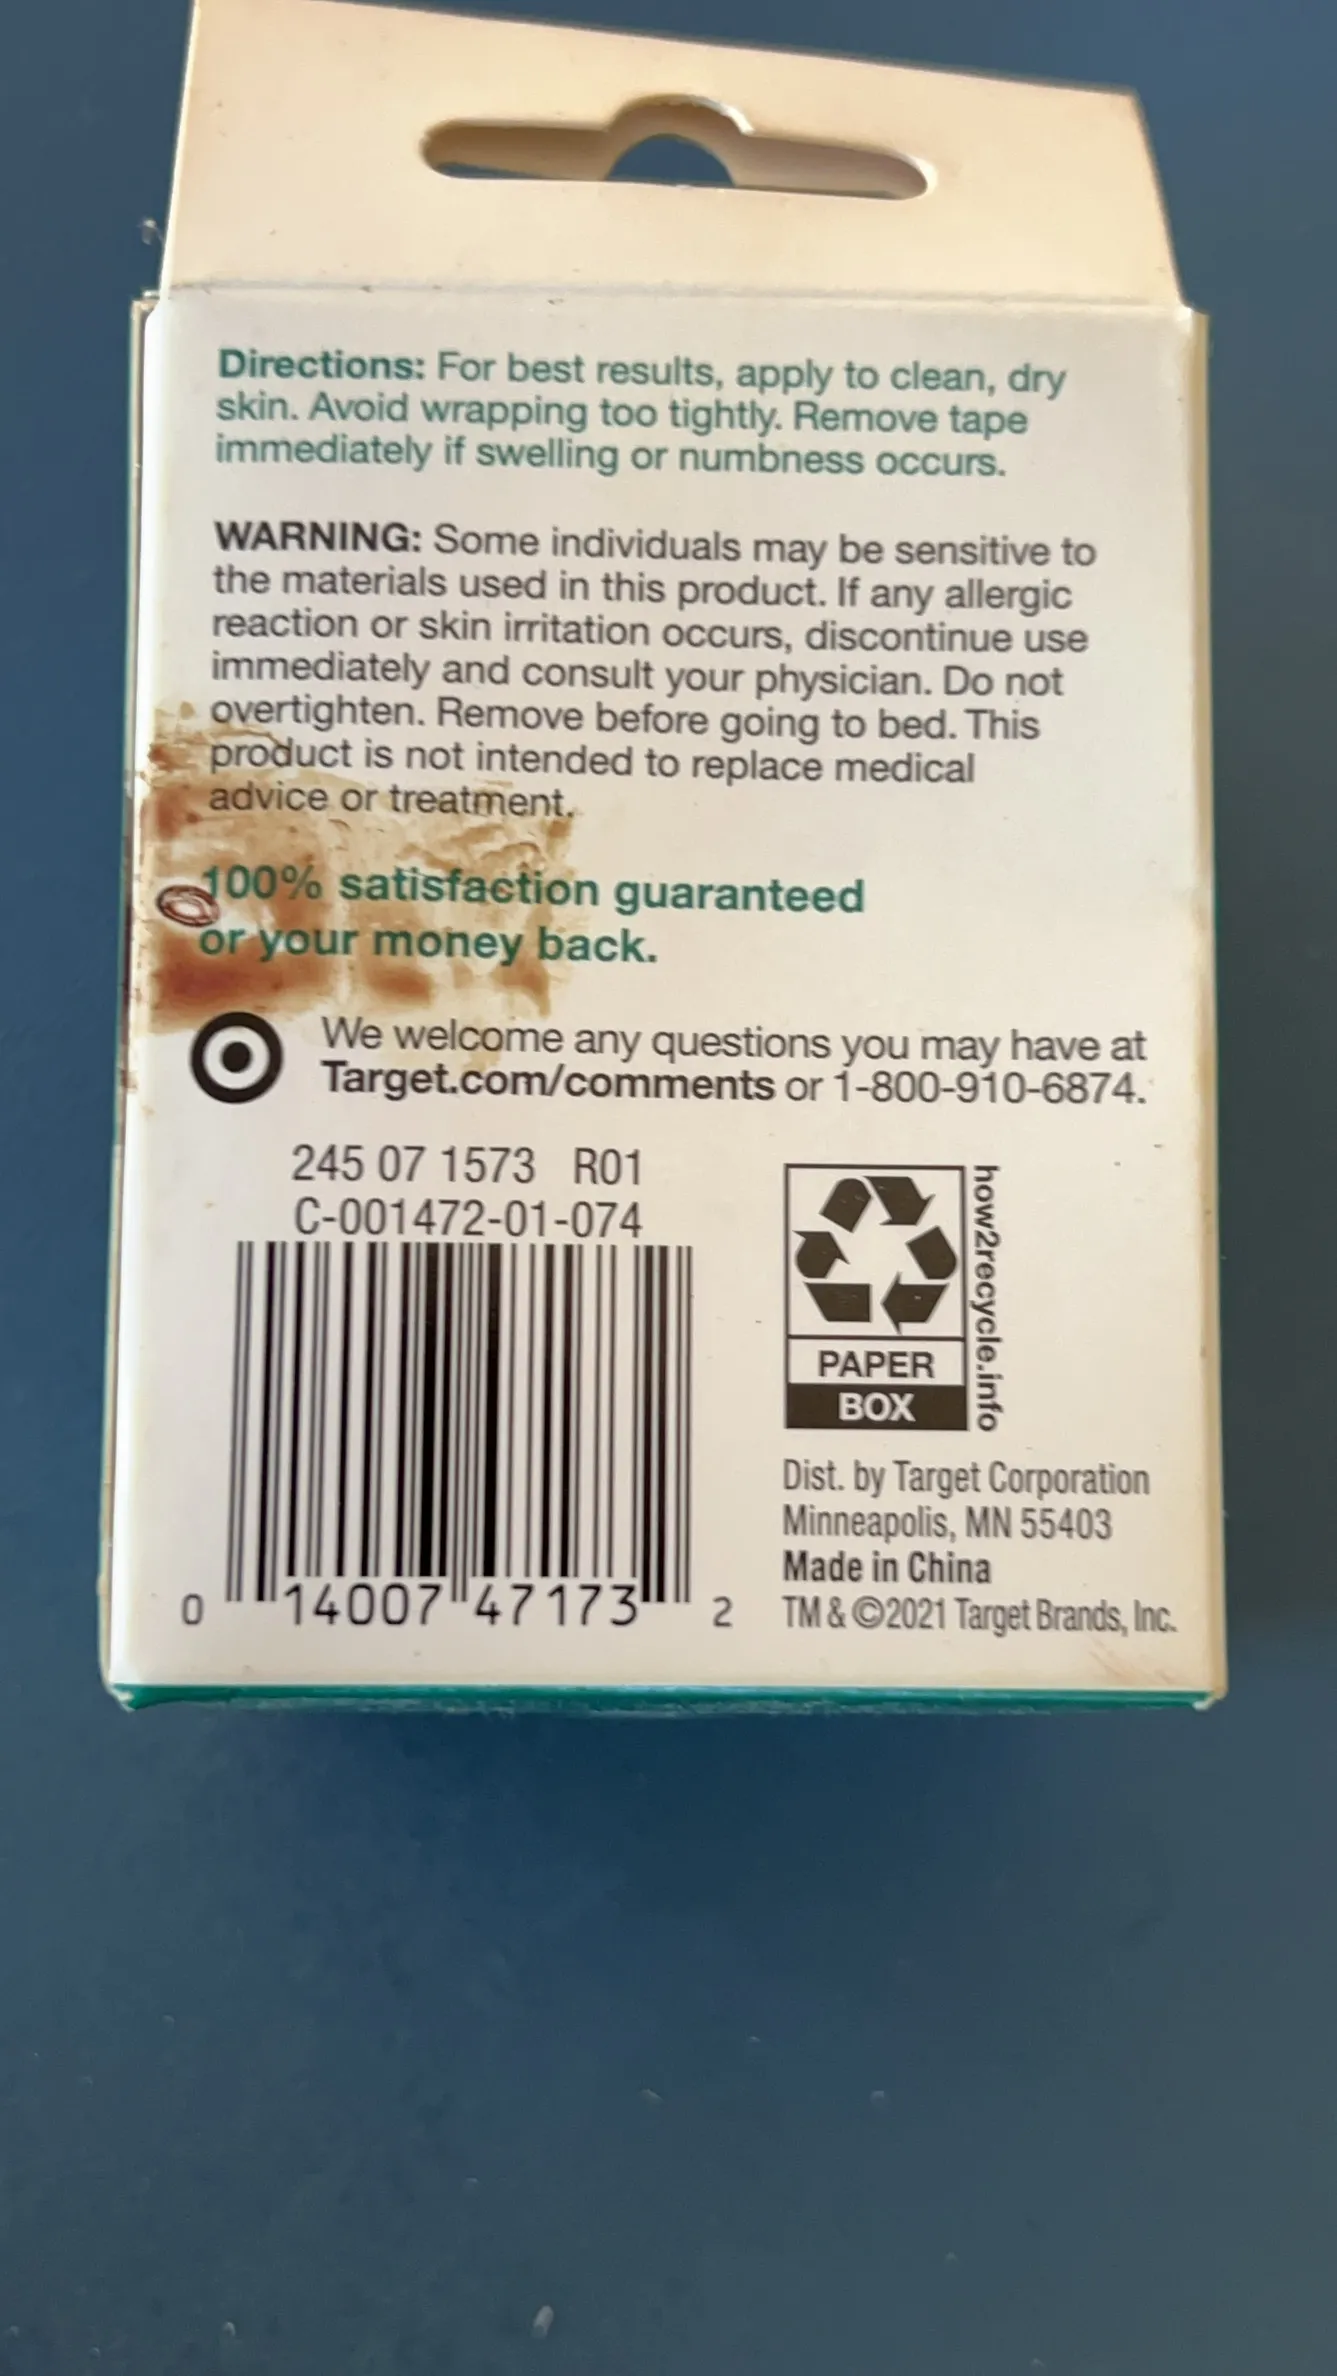 Directions: For best results, apply to clean, dry
skin. Avoid wrapping too tightly. Remove tape
immediately if swelling or numbness occurs.
WARNING: Some individuals may be sensitive to
the materials used in this product. If any allergic
reaction or skin irritation occurs, discontinue use
immediately and consult your physician. Do not
overtighten. Remove before going to bed. This
product is not intended to replace medical
advice or treatment.
100% satisfaction guaranteed
or your money back.
We welcome any questions you may have at
Target.com/comments or 1-800-910-6874.
245 07 1573 R01
C-001472-01-074
0 14007 47173 2
how2recycle.info
PAPER
BOX
Dist. by Target Corporation
Minneapolis, MN 55403
Made in China
TM & ©2021 Target Brands, Inc.